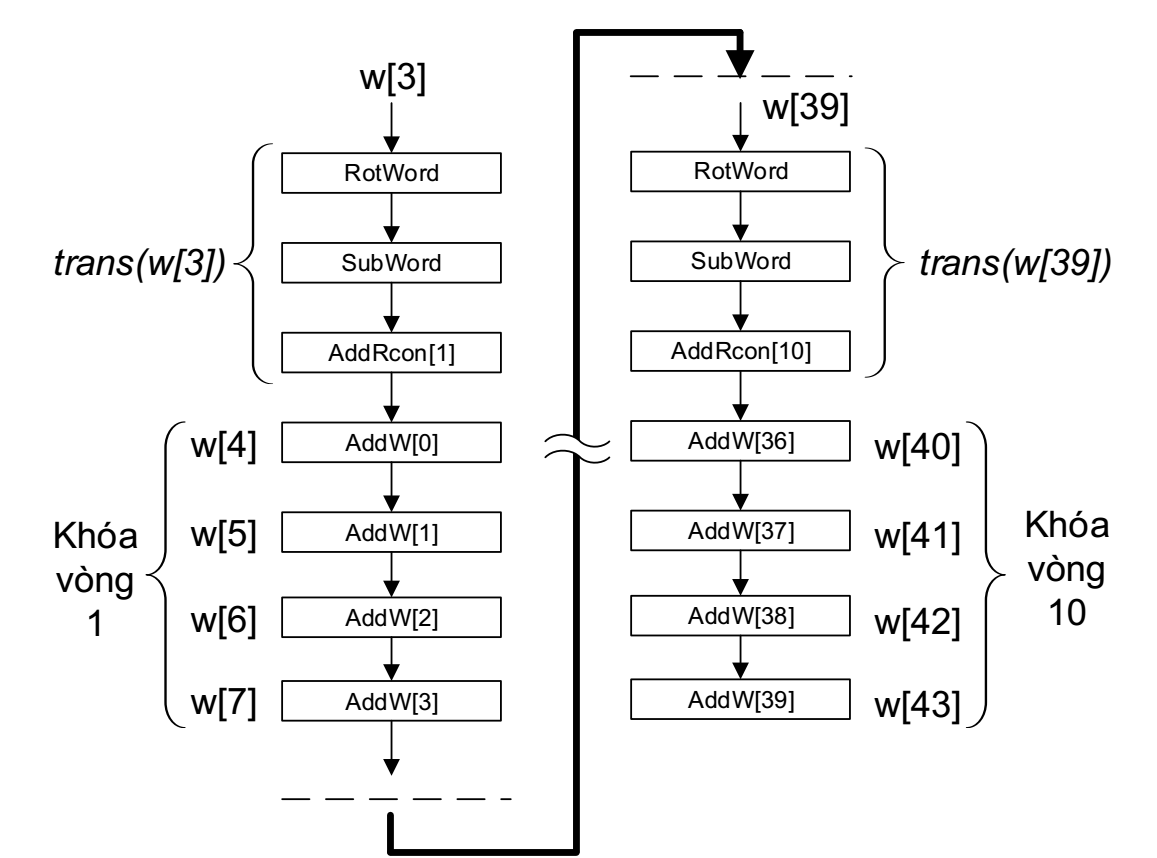 w[3]
RotWord
SubWord
AddRcon[1]
trans(w[3])
w[4]
AddW[0]
w[5]
AddW[1]
w[6]
AddW[2]
w[7]
AddW[3]
Khóa
vòng
1
w[39]
RotWord
SubWord
AddRcon[10]
trans(w[39])
AddW[36]
w[40]
AddW[37]
w[41]
AddW[38]
w[42]
AddW[39]
w[43]
Khóa
vòng
10